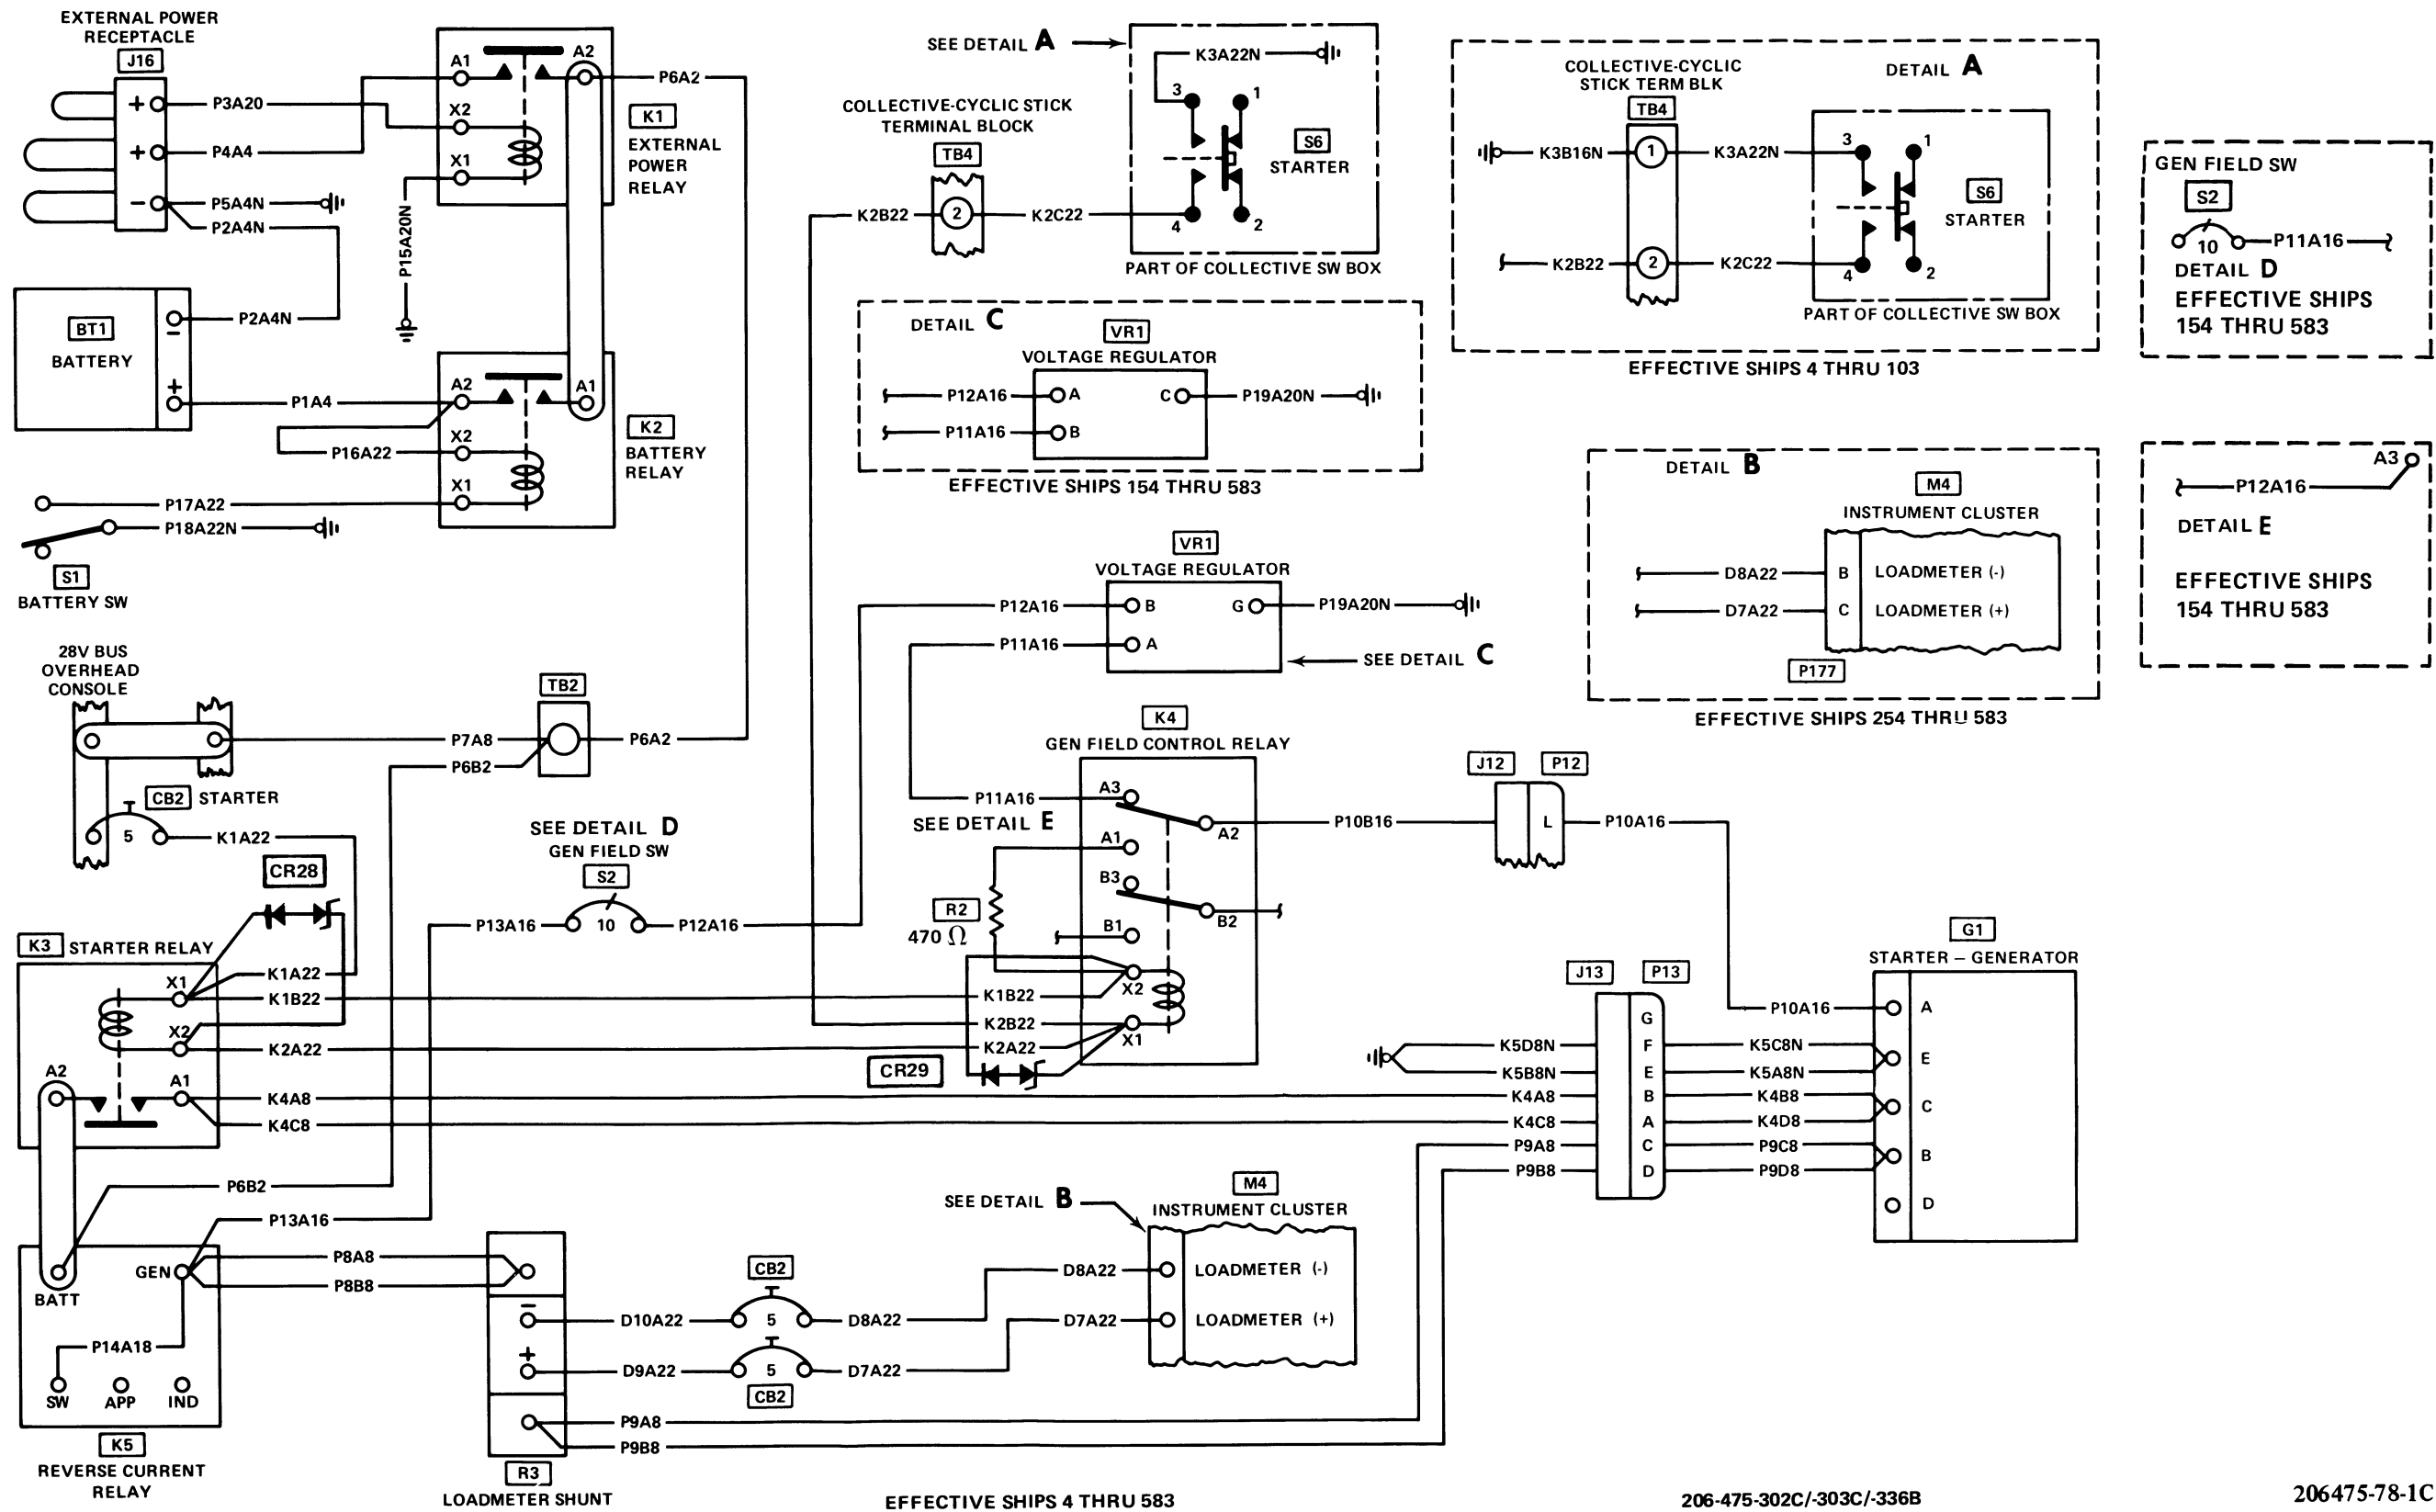 EXTERNAL POWER
RECEPTACLE
J16
+
P3A20
+
P4A4
-
P5A4N
P2A4N
A1
A2
X2
X1
P6A2
K1
EXTERNAL
POWER
RELAY
P15A20N
BT1
BATTERY
-
+
P2A4N
P1A4
A2
A1
X2
P16A22
X1
K2
BATTERY
RELAY
P17A22
P18A22N
S1
BATTERY SW
28V BUS
OVERHEAD
CONSOLE
TB2
P7A8
P6A2
P6B2
CB2 STARTER
5
K1A22
CR28
K3 STARTER RELAY
X1
K1A22
K1B22
X2
K2A22
A2
A1
K4A8
K4C8
P6B2
P13A16
GEN
BATT
P8A8
P8B8
P14A18
SW
APP
IND
K5
REVERSE CURRENT
RELAY
SEE DETAIL D
GEN FIELD SW
S2
P13A16
10
P12A16
-
D10A22
CB2
5
D8A22
+
D9A22
5
D7A22
CB2
P9A8
P9B8
R3
LOADMETER SHUNT
SEE DETAIL B
M4
INSTRUMENT CLUSTER
D8A22
LOADMETER (-)
D7A22
LOADMETER (+)
SEE DETAIL A
K3A22N
3
1
S6
STARTER
4
2
PART OF COLLECTIVE SW BOX
COLLECTIVE-CYCLIC STICK
TERMINAL BLOCK
TB4
K2B22
2
K2C22
DETAIL C
VR1
VOLTAGE REGULATOR
P12A16
A
C
P19A20N
P11A16
B
EFFECTIVE SHIPS 154 THRU 583
VR1
VOLTAGE REGULATOR
P12A16
B
G
P19A20N
P11A16
A
SEE DETAIL C
K4
GEN FIELD CONTROL RELAY
P11A16
A3
SEE DETAIL E
A2
A1
B3
B2
B1
R2
470 Ω
X2
K1B22
K2B22
X1
K2A22
CR29
P10B16
J12
P12
L
P10A16
J13
P13
G
K5D8N
F
K5C8N
K5B8N
E
K5A8N
K4A8
B
K4B8
K4C8
A
K4D8
P9A8
C
P9C8
P9B8
D
P9D8
G1
STARTER – GENERATOR
P10A16
A
E
C
B
D
COLLECTIVE-CYCLIC
STICK TERM BLK
DETAIL A
TB4
K3B16N
1
K3A22N
3
1
S6
STARTER
K2B22
2
K2C22
4
2
PART OF COLLECTIVE SW BOX
EFFECTIVE SHIPS 4 THRU 103
DETAIL B
M4
INSTRUMENT CLUSTER
D8A22
B
LOADMETER (-)
D7A22
C
LOADMETER (+)
P177
EFFECTIVE SHIPS 254 THRU 583
GEN FIELD SW
S2
10
P11A16
DETAIL D
EFFECTIVE SHIPS
154 THRU 583
A3
P12A16
DETAIL E
EFFECTIVE SHIPS
154 THRU 583
EFFECTIVE SHIPS 4 THRU 583
206-475-302C/-303C/-336B
206475-78-1C